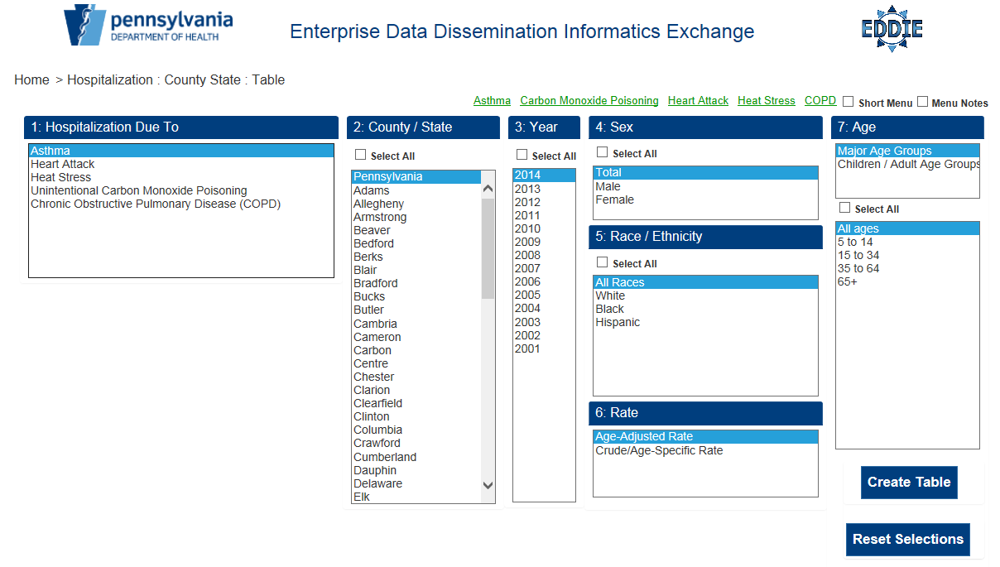 pennsylvania
DEPARTMENT OF HEALTH
Enterprise Data Dissemination Informatics Exchange
EDDIE
Home > Hospitalization : County State : Table
Asthma Carbon Monoxide Poisoning Heart Attack Heat Stress COPD Short Menu Menu Notes
1: Hospitalization Due To
Asthma
Heart Attack
Heat Stress
Unintentional Carbon Monoxide Poisoning
Chronic Obstructive Pulmonary Disease (COPD)
2: County / State
Select All
Pennsylvania
Adams
Allegheny
Armstrong
Beaver
Bedford
Berks
Blair
Bradford
Bucks
Butler
Cambria
Cameron
Carbon
Centre
Chester
Clarion
Clearfield
Clinton
Columbia
Crawford
Cumberland
Dauphin
Delaware
Elk
3: Year
Select All
2014
2013
2012
2011
2010
2009
2008
2007
2006
2005
2004
2003
2002
2001
4: Sex
Select All
Total
Male
Female
5: Race / Ethnicity
Select All
All Races
White
Black
Hispanic
6: Rate
Age-Adjusted Rate
Crude/Age-Specific Rate
7: Age
Major Age Groups
Children / Adult Age Groups
Select All
All ages
5 to 14
15 to 34
35 to 64
65+
Create Table
Reset Selections